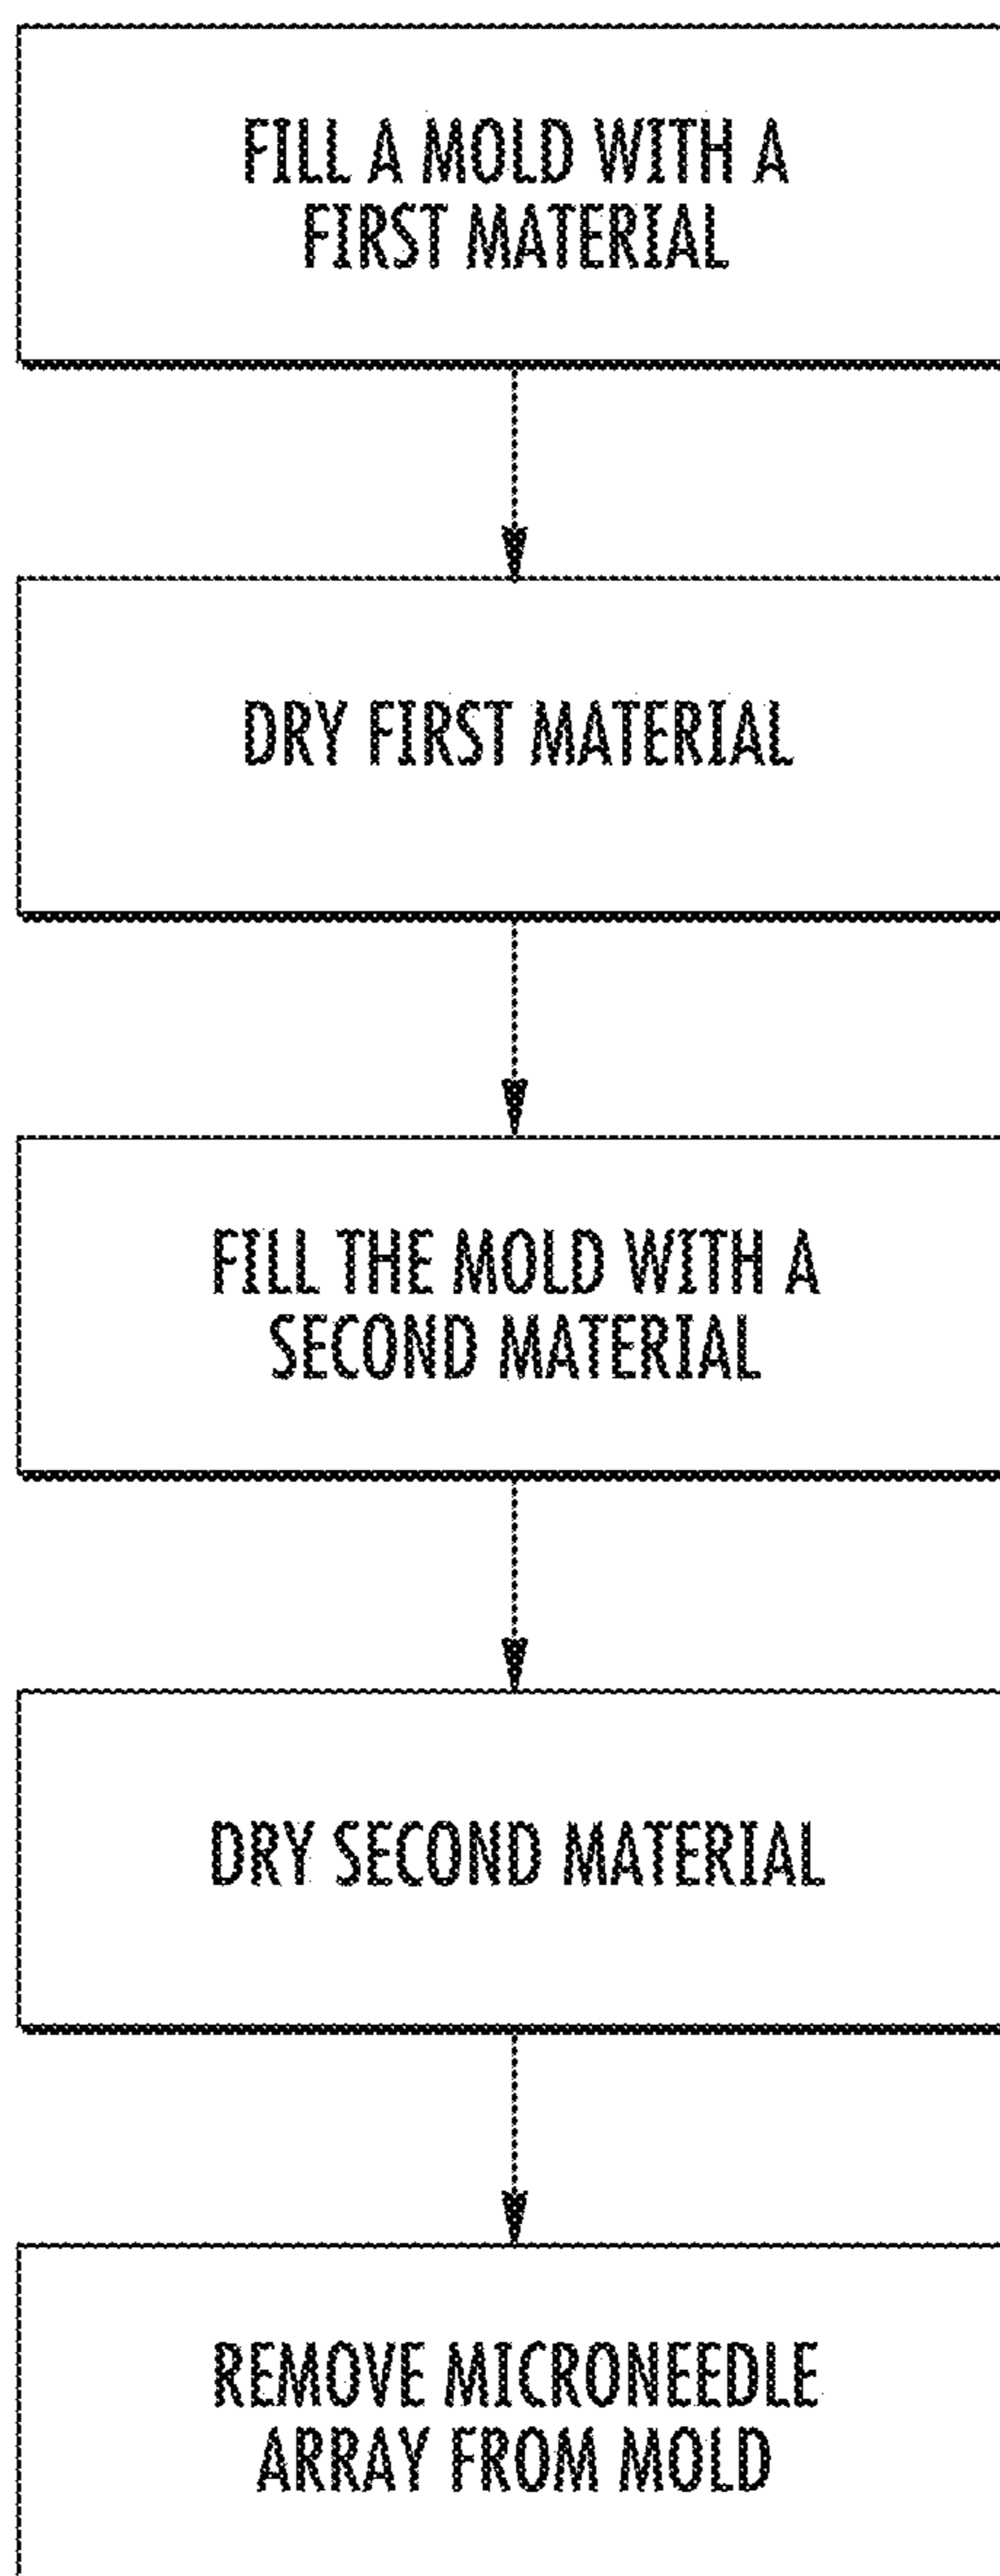 FILL A MOLD WITH A
FIRST MATERIAL
DRY FIRST MATERIAL
FILL THE MOLD WITH A
SECOND MATERIAL
DRY SECOND MATERIAL
REMOVE MICRONEEDLE
ARRAY FROM MOLD